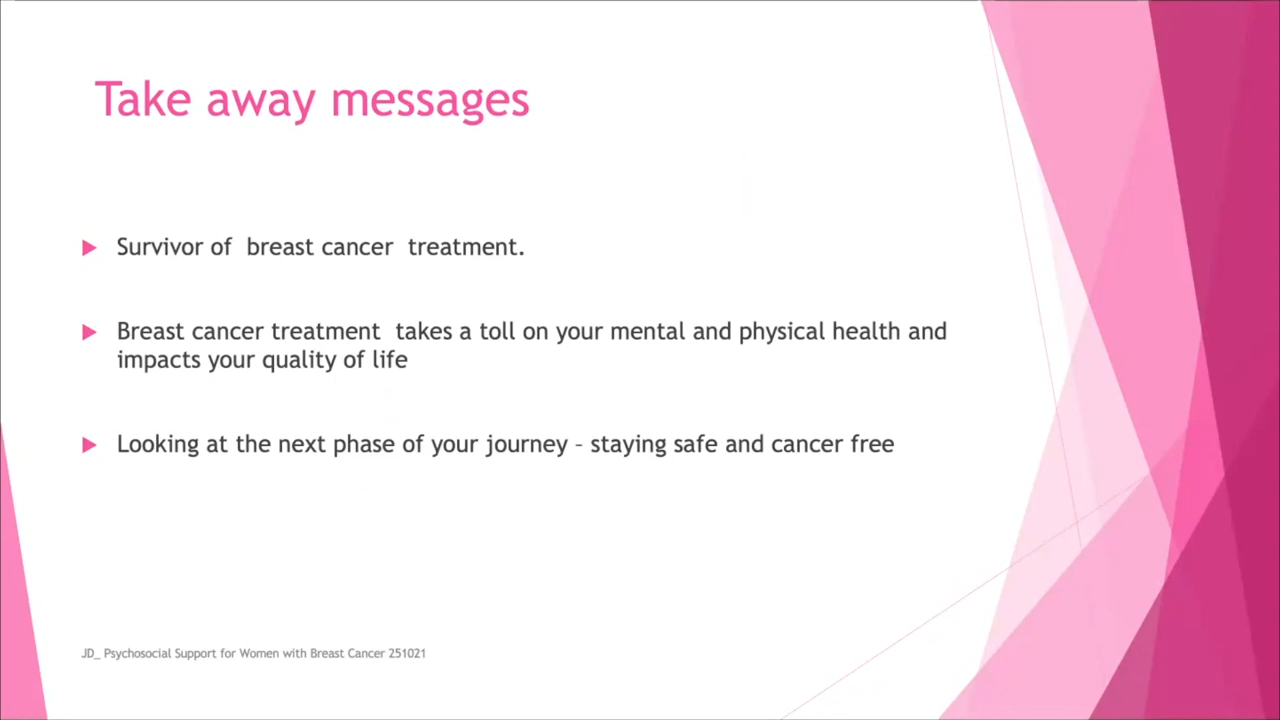 Take away messages
Survivor of  breast cancer  treatment.
Breast cancer treatment  takes a toll on your mental and physical health and
impacts your quality of life
Looking at the next phase of your journey – staying safe and cancer free
JD_ Psychosocial Support for Women with Breast Cancer 251021